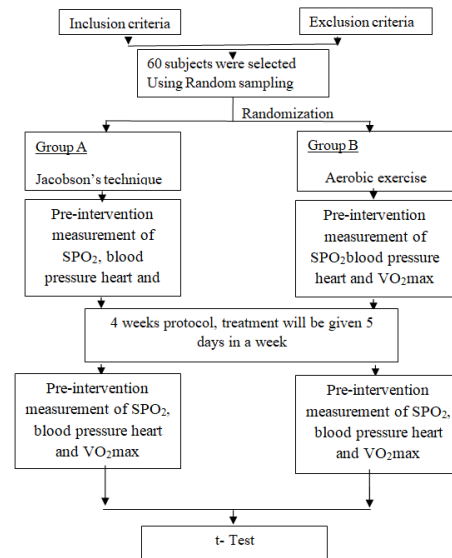 Inclusion criteria
Exclusion criteria
60 subjects were selected
Using Random sampling
Randomization
Group A
Jacobson's technique
Group B
Aerobic exercise
Pre-intervention
measurement of
SPO₂, blood
pressure heart and
Pre-intervention
measurement of
SPO₂blood pressure
heart and VO₂max
4 weeks protocol, treatment will be given 5
days in a week
Pre-intervention
measurement of SPO₂,
blood pressure heart
and VO₂max
Pre-intervention
measurement of SPO₂,
blood pressure heart
and VO₂max
t- Test